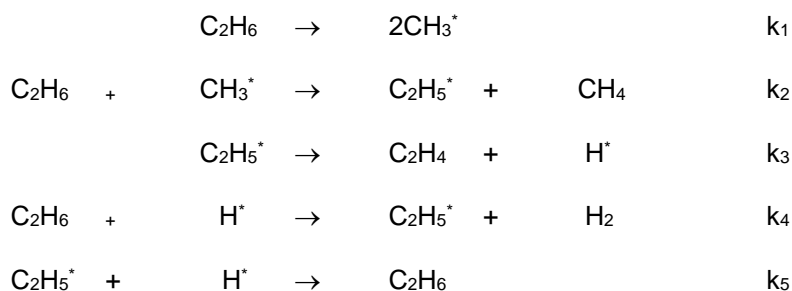 C₂H₆ → 2CH₃* k₁
C₂H₆ + CH₃* → C₂H₅* + CH₄ k₂
C₂H₅* → C₂H₄ + H* k₃
C₂H₆ + H* → C₂H₅* + H₂ k₄
C₂H₅* + H* → C₂H₆ k₅